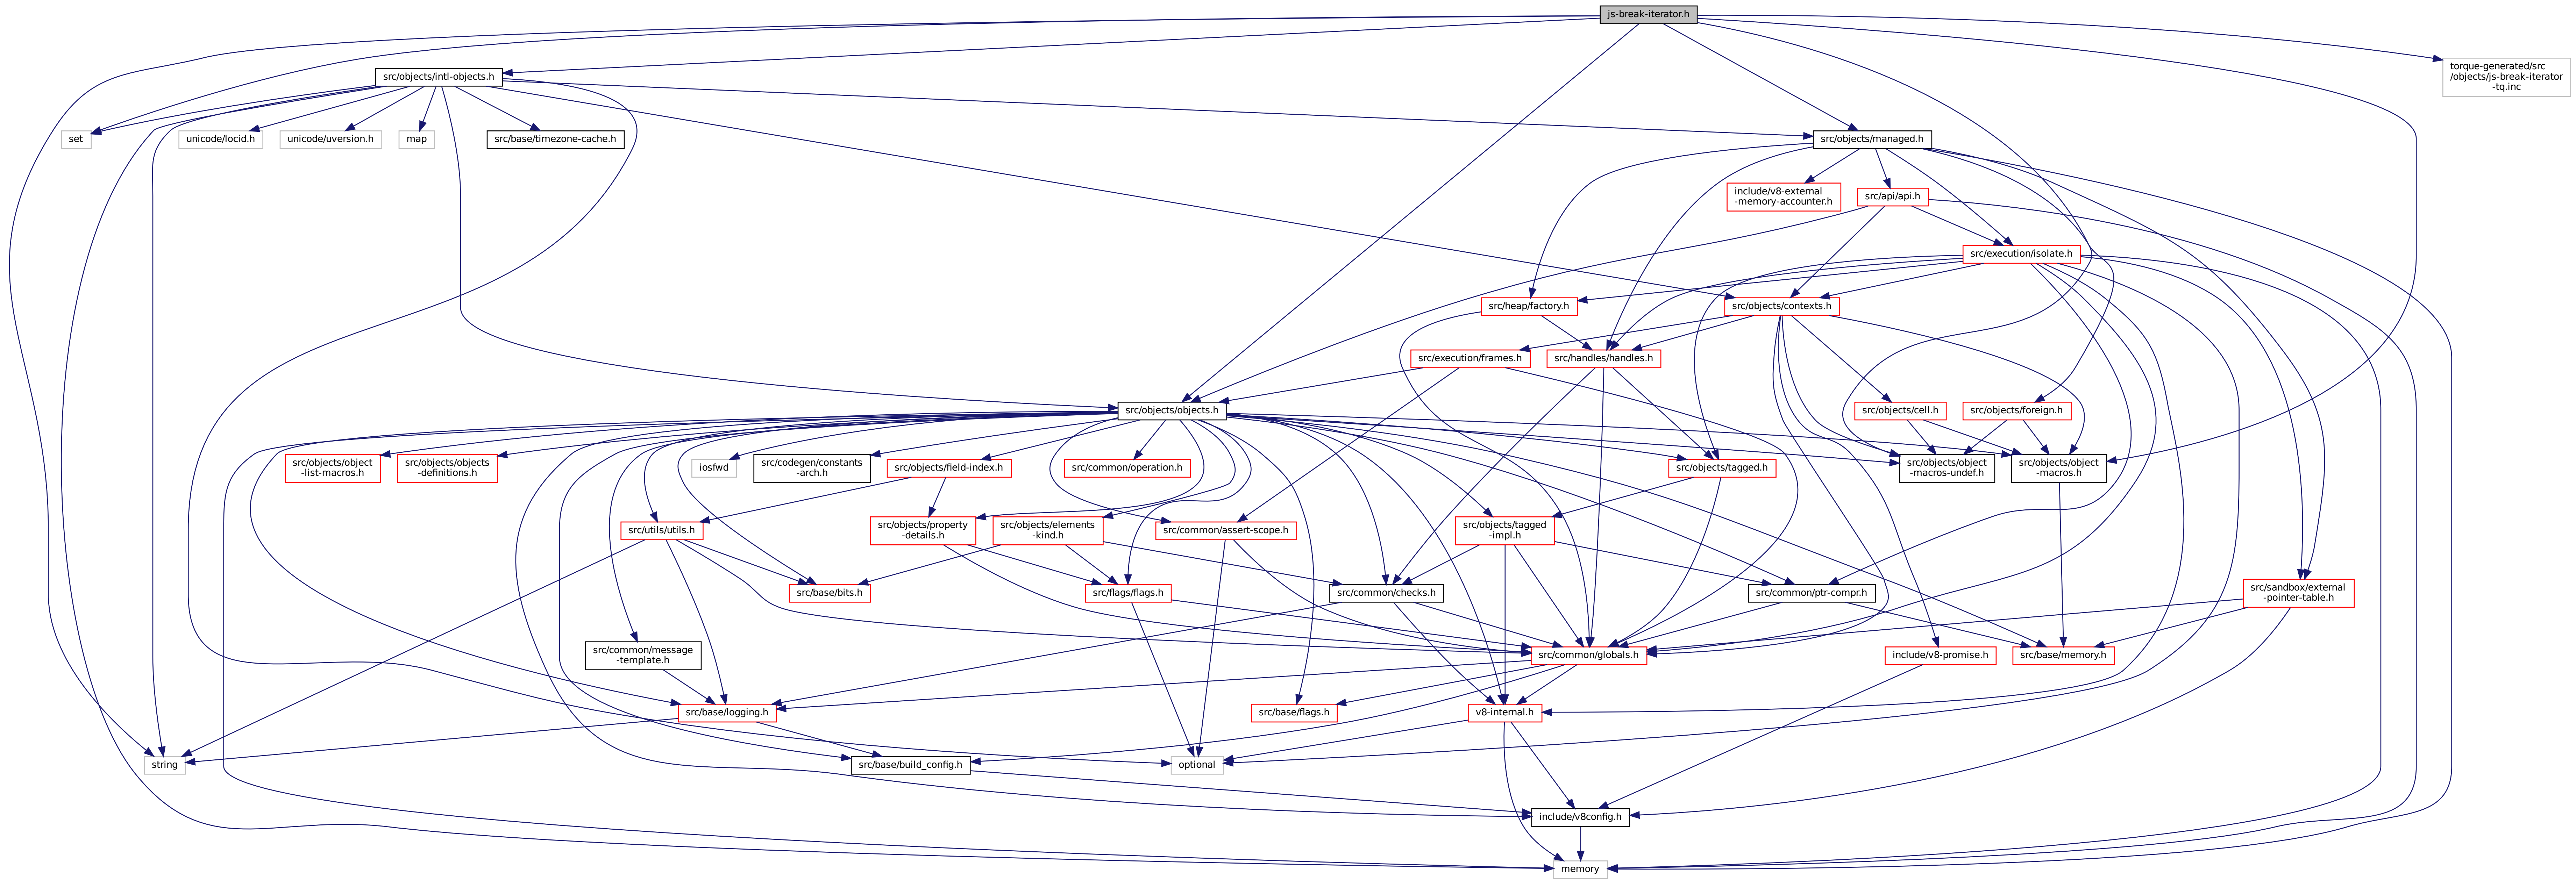 js-break-iterator.h
src/objects/intl-objects.h
torque-generated/src
/objects/js-break-iterator
-tq.inc
set
unicode/locid.h
unicode/uversion.h
map
src/base/timezone-cache.h
src/objects/managed.h
include/v8-external
-memory-accounter.h
src/api/api.h
src/execution/isolate.h
src/heap/factory.h
src/objects/contexts.h
src/execution/frames.h
src/handles/handles.h
src/objects/objects.h
src/objects/cell.h
src/objects/foreign.h
src/objects/object
-list-macros.h
src/objects/objects
-definitions.h
iosfwd
src/codegen/constants
-arch.h
src/objects/field-index.h
src/common/operation.h
src/objects/tagged.h
src/objects/object
-macros-undef.h
src/objects/object
-macros.h
src/utils/utils.h
src/objects/property
-details.h
src/objects/elements
-kind.h
src/common/assert-scope.h
src/objects/tagged
-impl.h
src/base/bits.h
src/flags/flags.h
src/common/checks.h
src/common/ptr-compr.h
src/sandbox/external
-pointer-table.h
src/common/message
-template.h
src/common/globals.h
include/v8-promise.h
src/base/memory.h
src/base/logging.h
src/base/flags.h
v8-internal.h
string
src/base/build_config.h
optional
include/v8config.h
memory